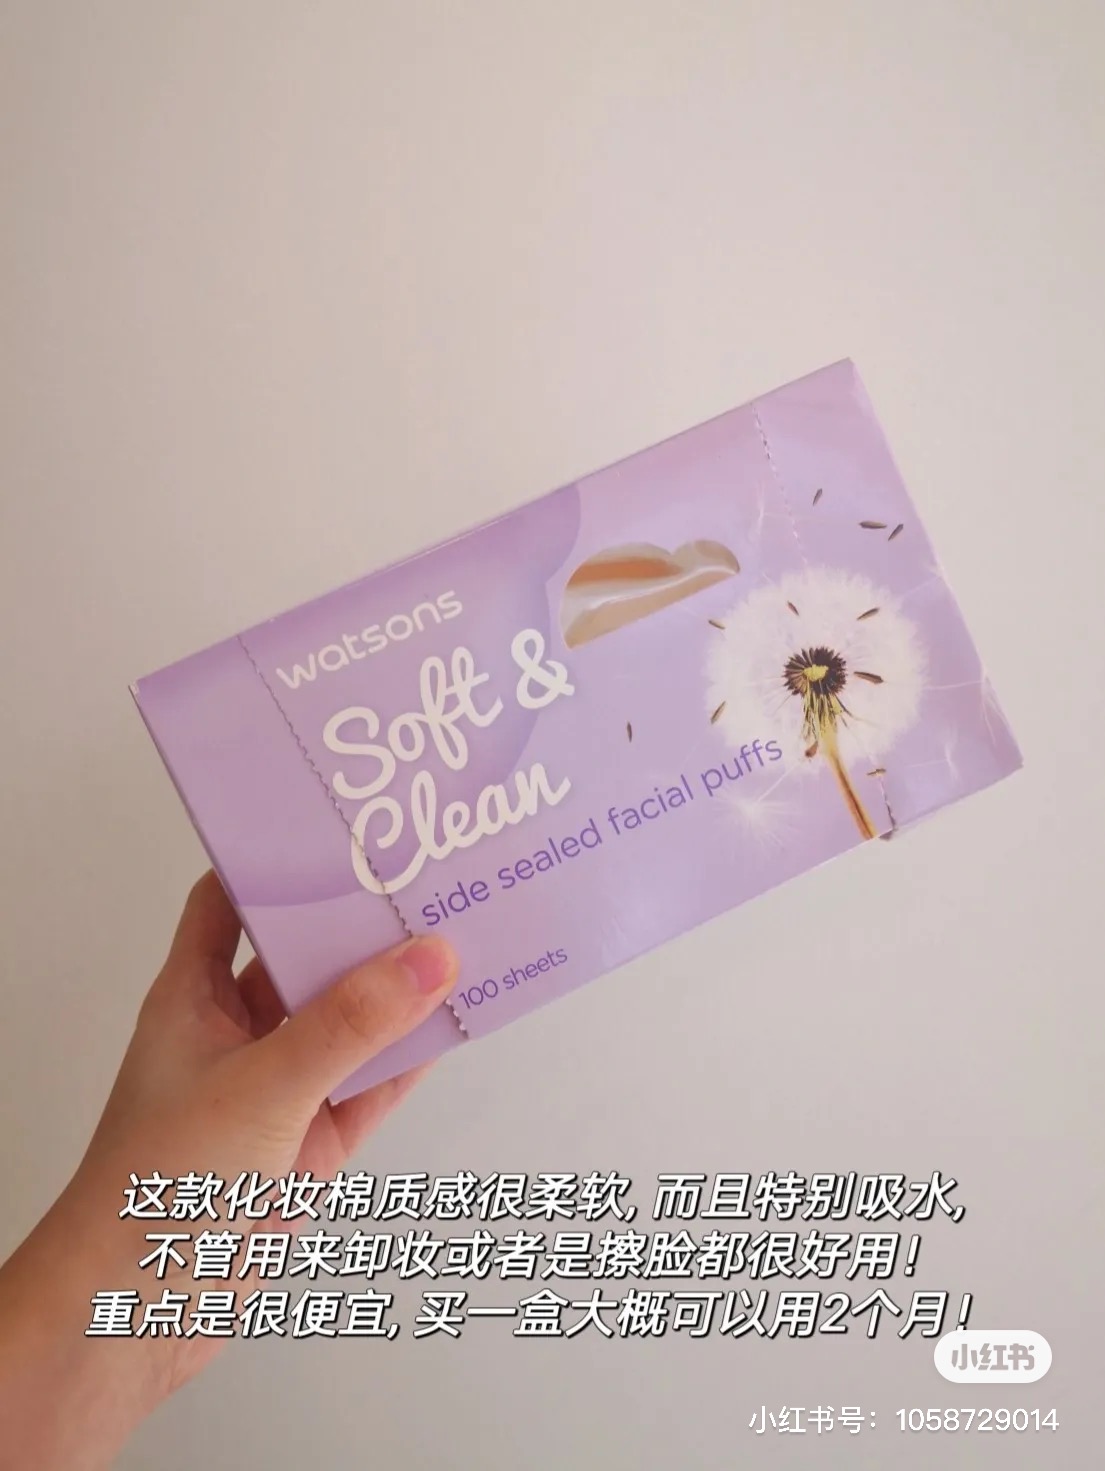 watsons
Soft &
Clean
side sealed facial puffs
100 sheets
这款化妆棉质感很柔软, 而且特别吸水,
不管用来卸妆或者是擦脸都很好用!
重点是很便宜, 买一盒大概可以用2个月!
小红书
小红书号: 1058729014